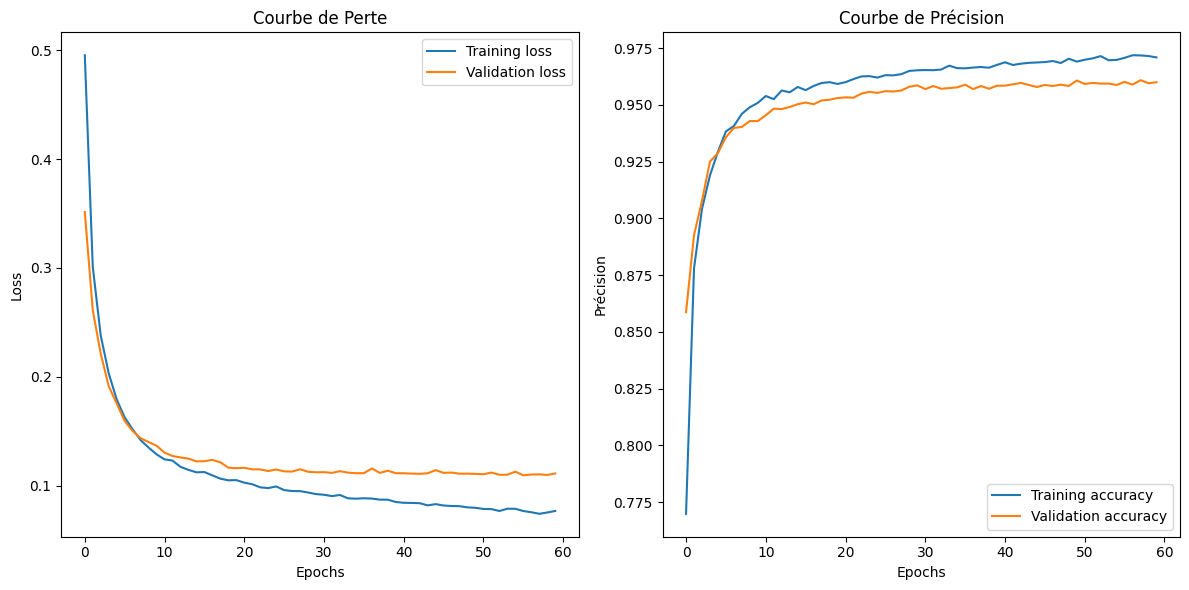 Courbe de Perte
Training loss
Validation loss
0.5
0.4
0.3
0.2
0.1
Loss
0
10
20
30
40
50
60
Epochs
Courbe de Précision
0.975
0.950
0.925
0.900
0.875
0.850
0.825
0.800
0.775
Précision
Training accuracy
Validation accuracy
0
10
20
30
40
50
60
Epochs